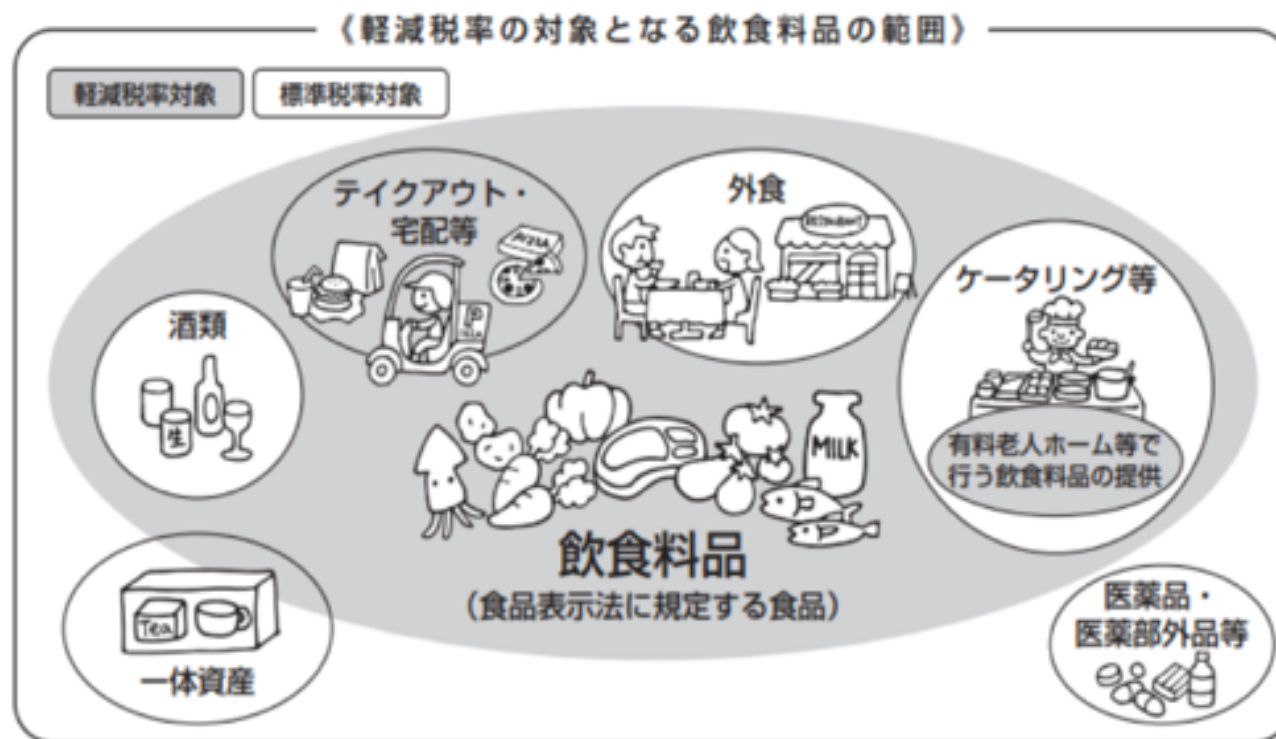 《軽減税率の対象となる飲食料品の範囲》
軽減税率対象
標準税率対象
テイクアウト・
宅配等
PIZZA
外食
RESTAURANT
ケータリング等
有料老人ホーム等で
行う飲食料品の提供
酒類
生
MILK
飲食料品
（食品表示法に規定する食品）
Tea
一体資産
医薬品・
医薬部外品等